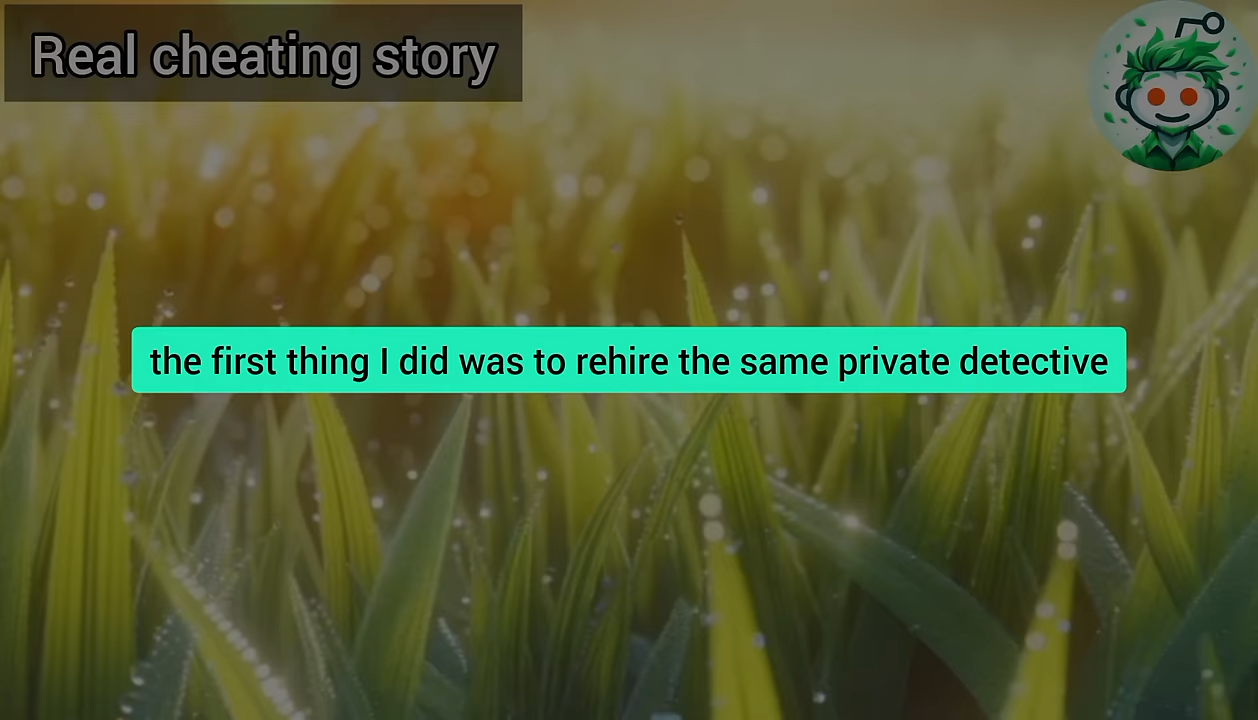 Real cheating story
the first thing I did was to rehire the same private detective